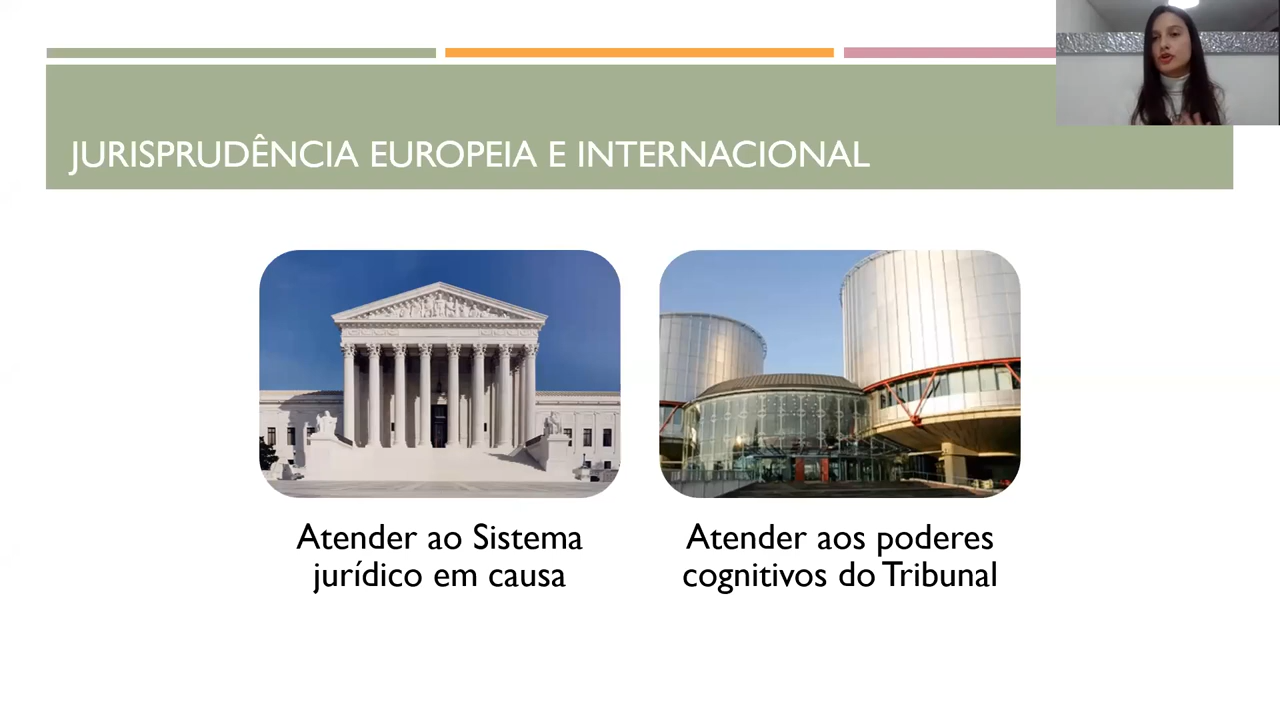 JURISPRUDÊNCIA EUROPEIA E INTERNACIONAL
Atender ao Sistema
jurídico em causa
Atender aos poderes
cognitivos do Tribunal